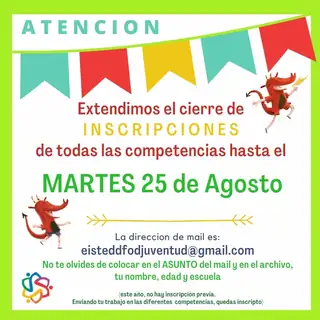 ATENCION
Extendimos el cierre de
INSCRIPCIONES
de todas las competencias hasta el
MARTES 25 de Agosto
La direccion de mail es:
eisteddfodjuventud@gmail.com
No te olvides de colocar en el ASUNTO del mail y en el archivo,
tu nombre, edad y escuela
(este año, no hay inscripción previa.
Enviando tu trabajo en las diferentes competencias, quedas inscripto)